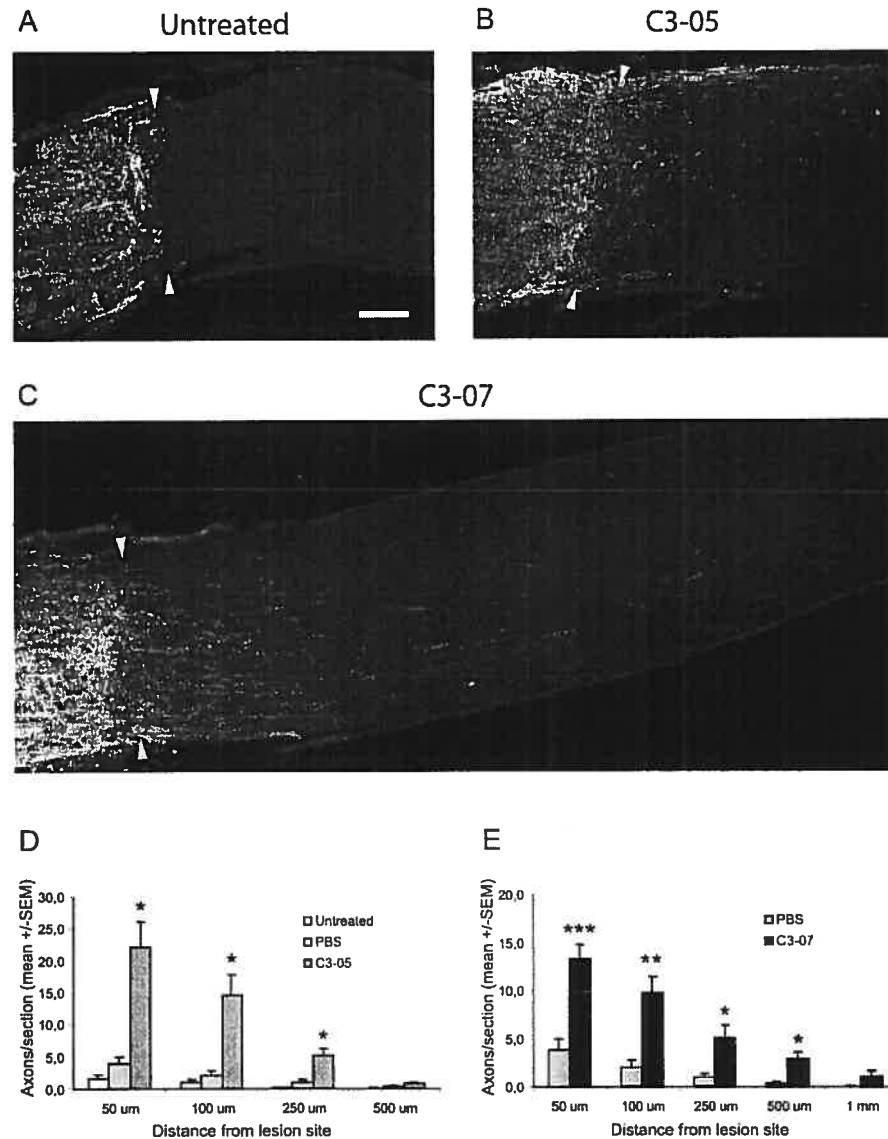 A
Untreated
B
C3-05
C
C3-07
D
Axons/section (mean +/-SEM)
30,0
25,0
20,0
15,0
10,0
5,0
0,0
*
*
*
Untreated
PBS
C3-05
50 um
100 um
250 um
500 um
Distance from lesion site
E
Axons/section (mean +/-SEM)
20,0
15,0
10,0
5,0
0,0
***
**
*
*
PBS
C3-07
50 um
100 um
250 um
500 um
1 mm
Distance from lesion site